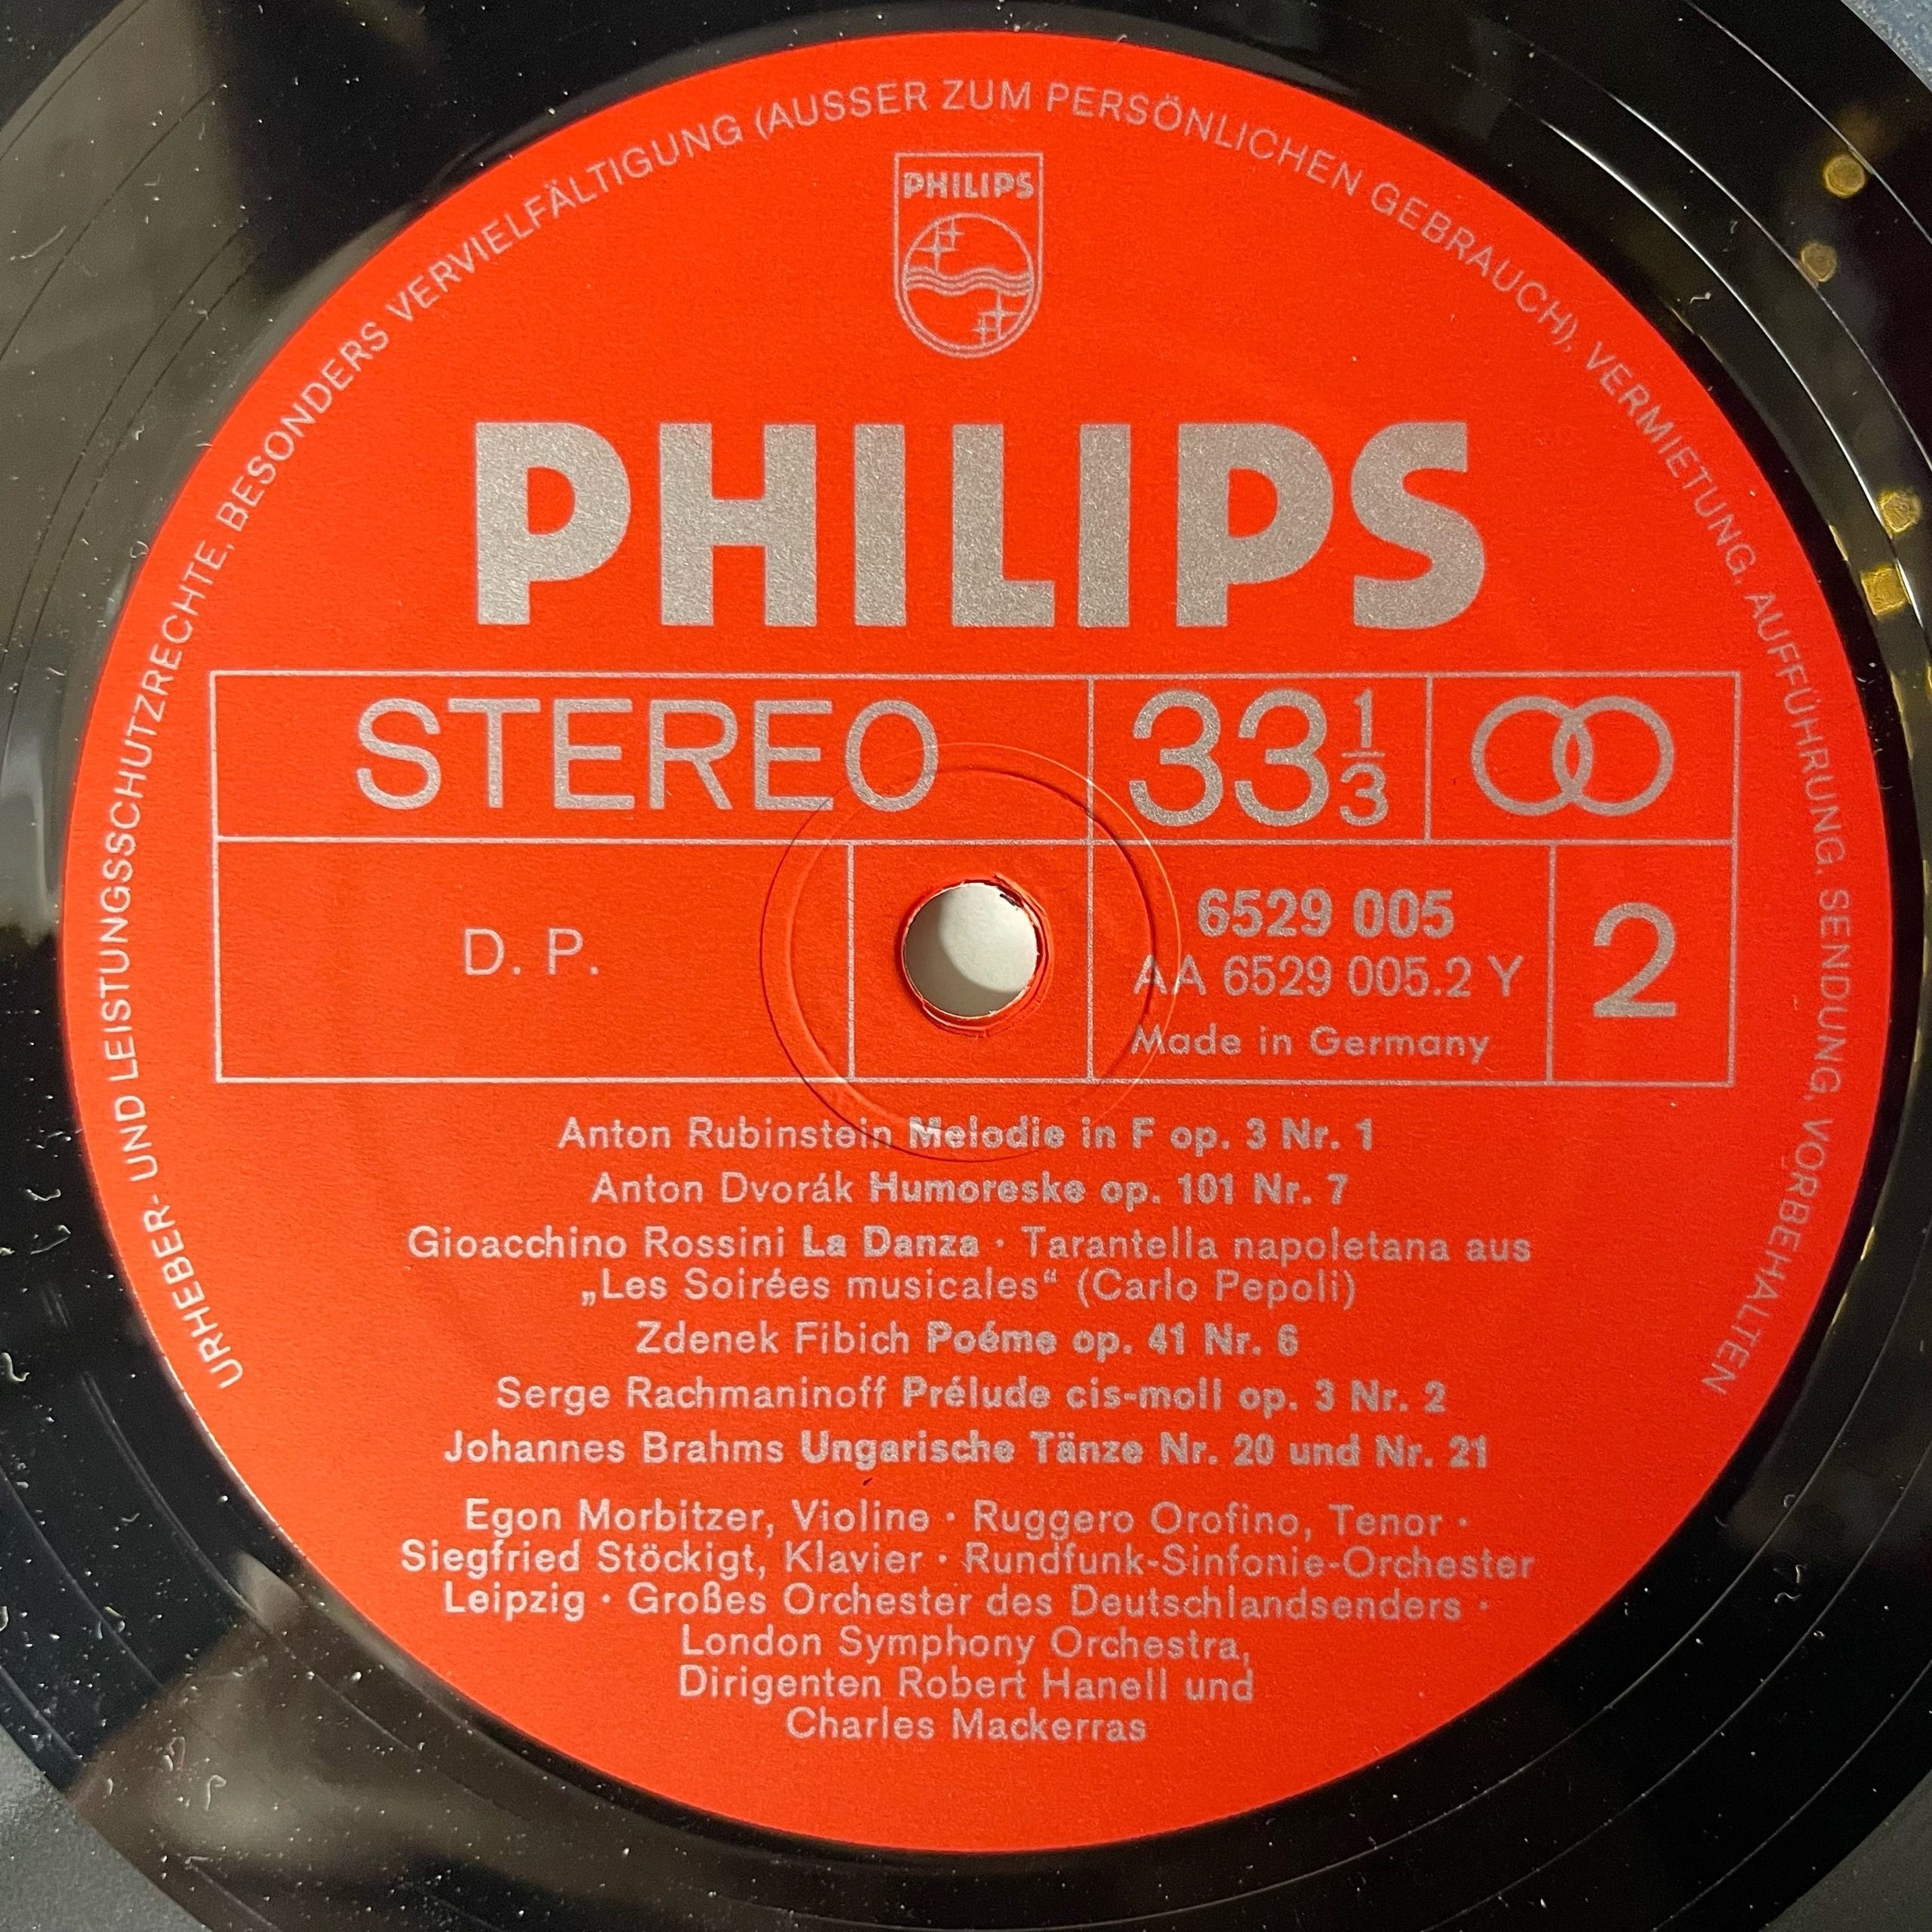 URHEBER- UND LEISTUNGSSCHUTZRECHTE, BESONDERS VERVIELFÄLTIGUNG (AUSSER ZUM PERSÖNLICHEN GEBRAUCH), VERMIETUNG, AUFFÜHRUNG, SENDUNG, VORBEHALTEN
PHILIPS
PHILIPS
STEREO 33 1/3
D. P.
6529 005
AA 6529 005.2 Y
Made in Germany
2
Anton Rubinstein Melodie in F op. 3 Nr. 1
Anton Dvorák Humoreske op. 101 Nr. 7
Gioacchino Rossini La Danza · Tarantella napoletana aus
„Les Soirées musicales“ (Carlo Pepoli)
Zdenek Fibich Poéme op. 41 Nr. 6
Serge Rachmaninoff Prélude cis-moll op. 3 Nr. 2
Johannes Brahms Ungarische Tänze Nr. 20 und Nr. 21
Egon Morbitzer, Violine · Ruggero Orofino, Tenor ·
Siegfried Stöckigt, Klavier · Rundfunk-Sinfonie-Orchester
Leipzig · Großes Orchester des Deutschlandsenders ·
London Symphony Orchestra,
Dirigenten Robert Hanell und
Charles Mackerras